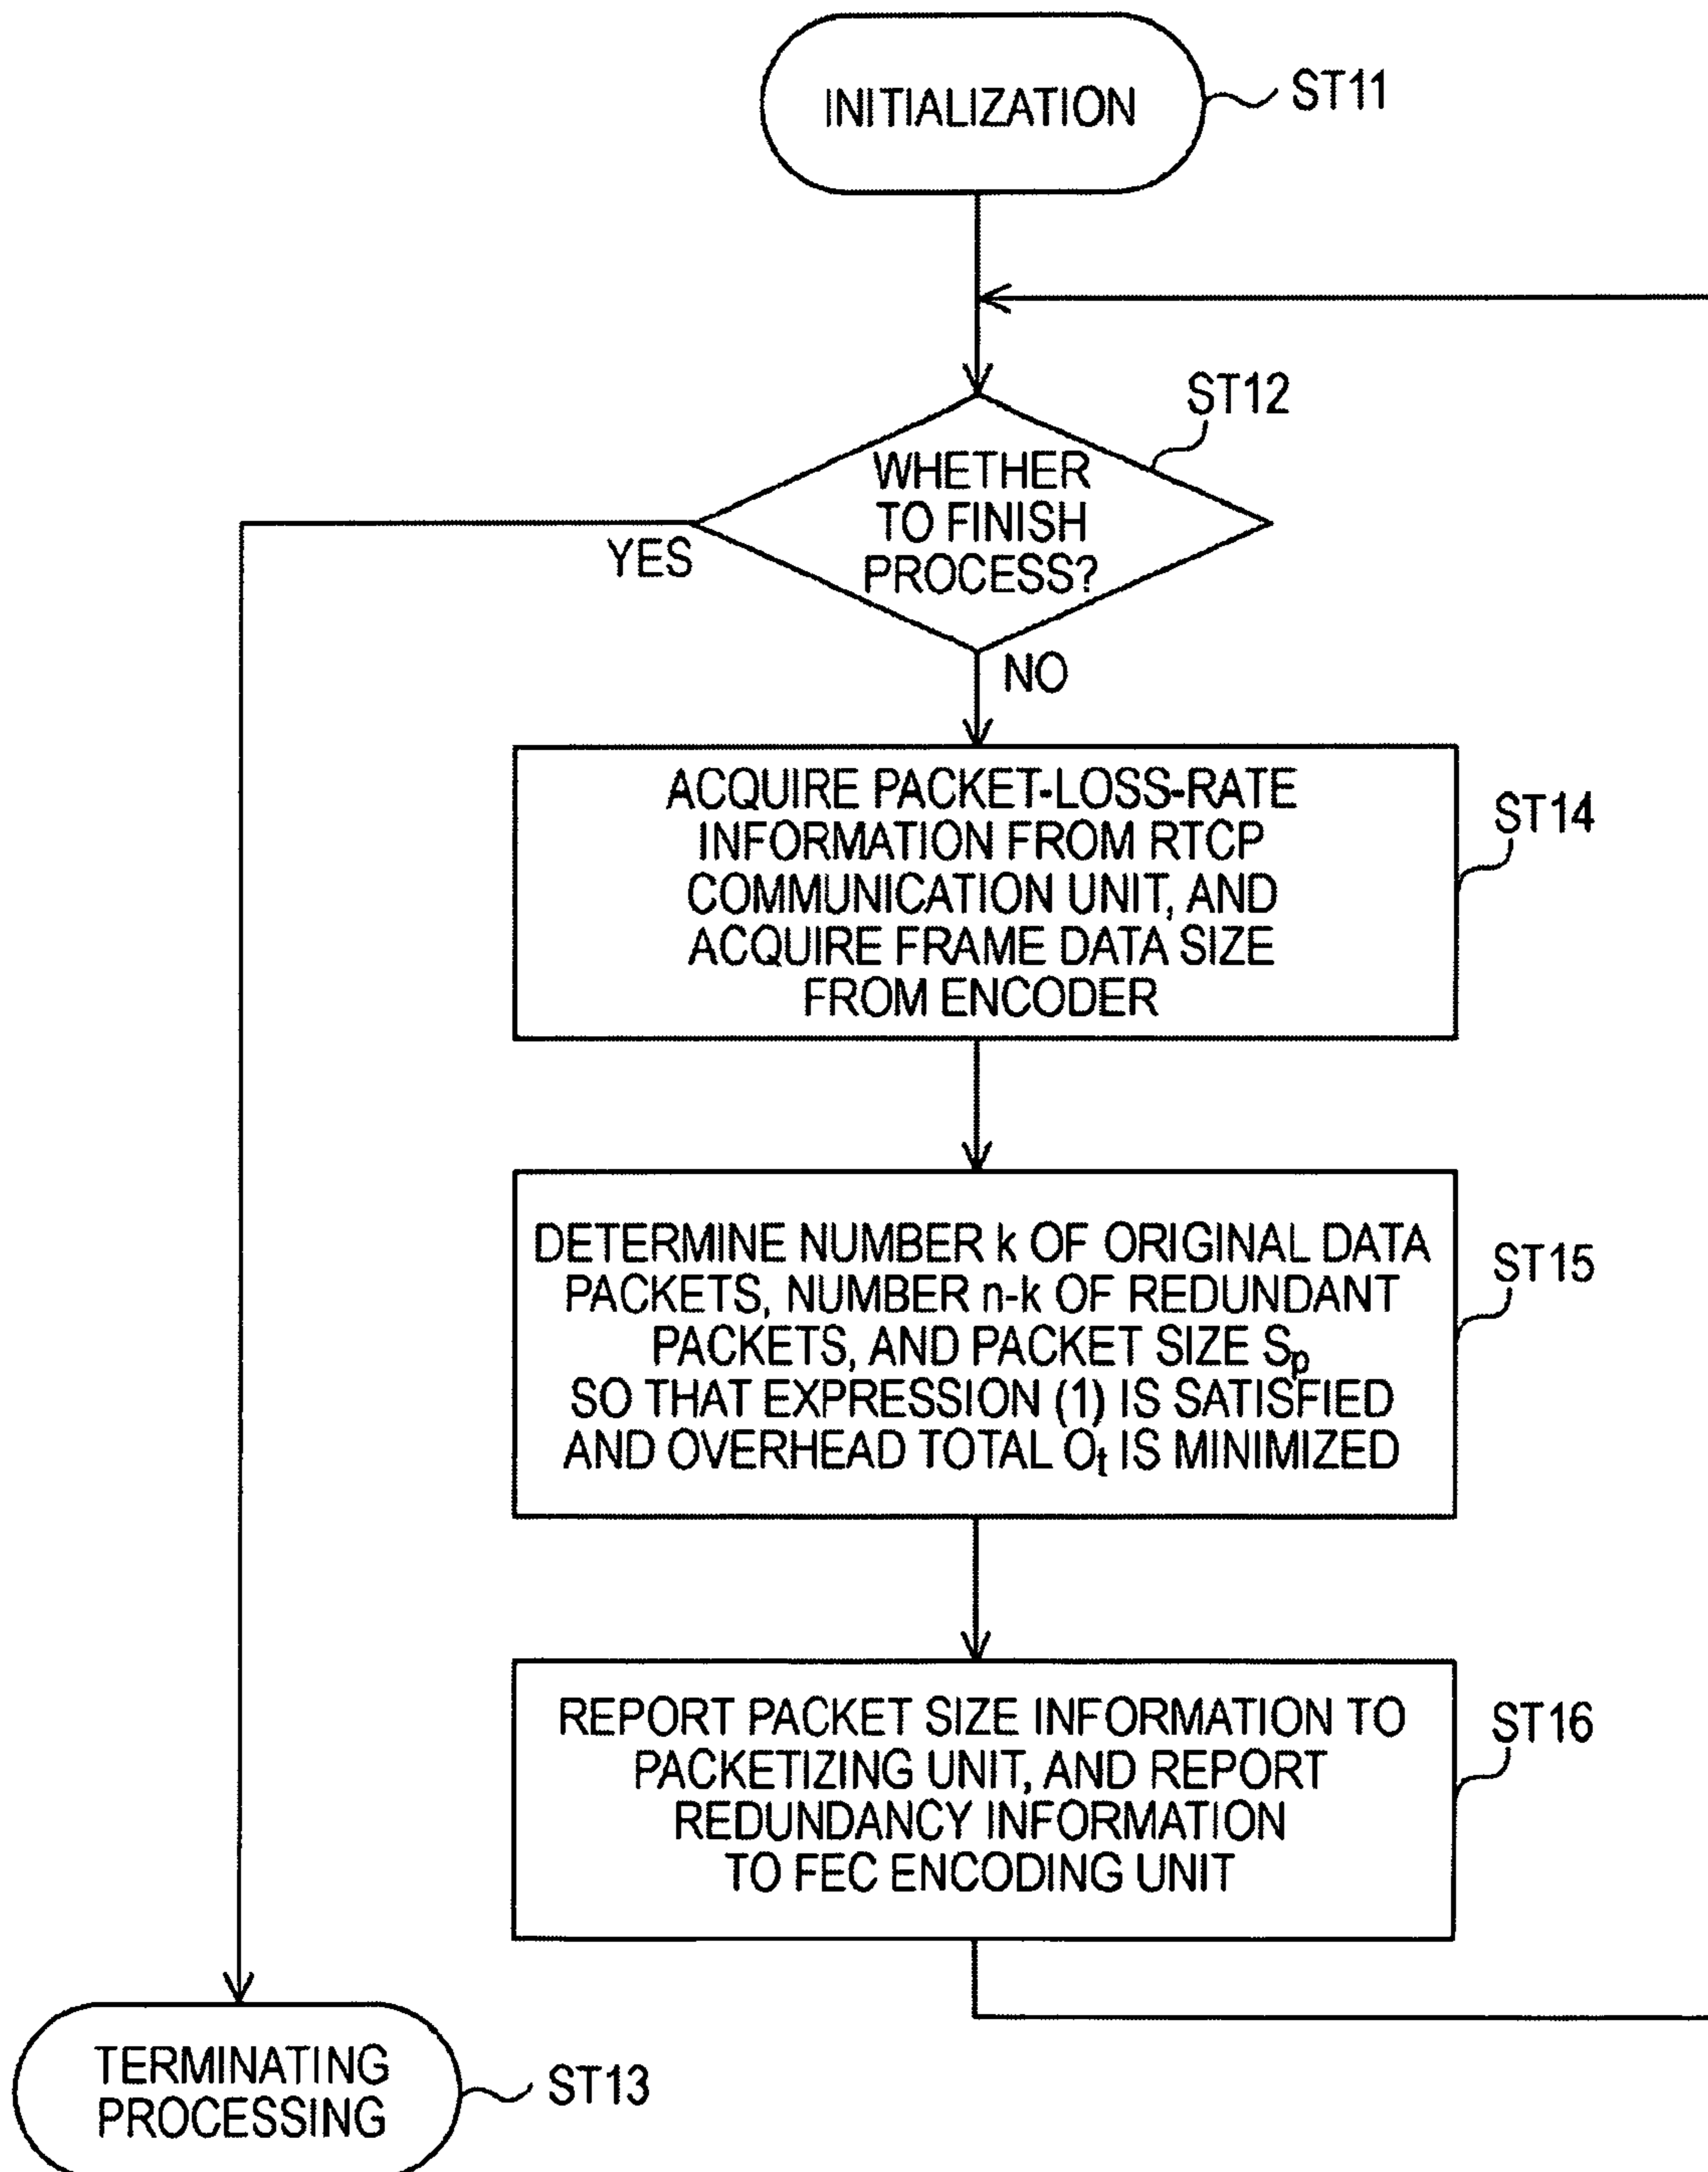 INITIALIZATION
ST11
ST12
WHETHER
TO FINISH
PROCESS?
YES
NO
ACQUIRE PACKET-LOSS-RATE
INFORMATION FROM RTCP
COMMUNICATION UNIT, AND
ACQUIRE FRAME DATA SIZE
FROM ENCODER
ST14
DETERMINE NUMBER k OF ORIGINAL DATA
PACKETS, NUMBER n-k OF REDUNDANT
PACKETS, AND PACKET SIZE Sp
SO THAT EXPRESSION (1) IS SATISFIED
AND OVERHEAD TOTAL Ot IS MINIMIZED
ST15
REPORT PACKET SIZE INFORMATION TO
PACKETIZING UNIT, AND REPORT
REDUNDANCY INFORMATION
TO FEC ENCODING UNIT
ST16
TERMINATING
PROCESSING
ST13